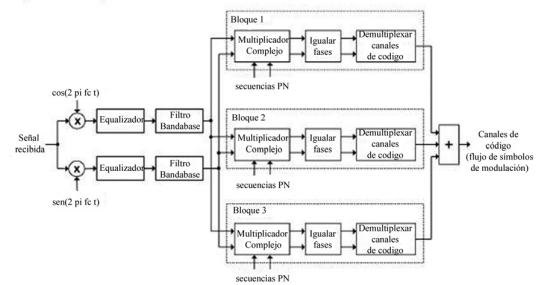 Bloque 1
Multiplicador
Complejo
Igualar
fases
Demultiplexar
canales
de codigo
secuencias PN
cos(2 pi fc t)
X
Equalizador
Filtro
Bandabase
Señal
recibida
X
Equalizador
Filtro
Bandabase
sen(2 pi fc t)
Bloque 2
Multiplicador
Complejo
Igualar
fases
Demultiplexar
canales
de codigo
secuencias PN
+
Canales de
código
(flujo de símbolos
de modulación)
Bloque 3
Multiplicador
Complejo
Igualar
fases
Demultiplexar
canales
de codigo
secuencias PN